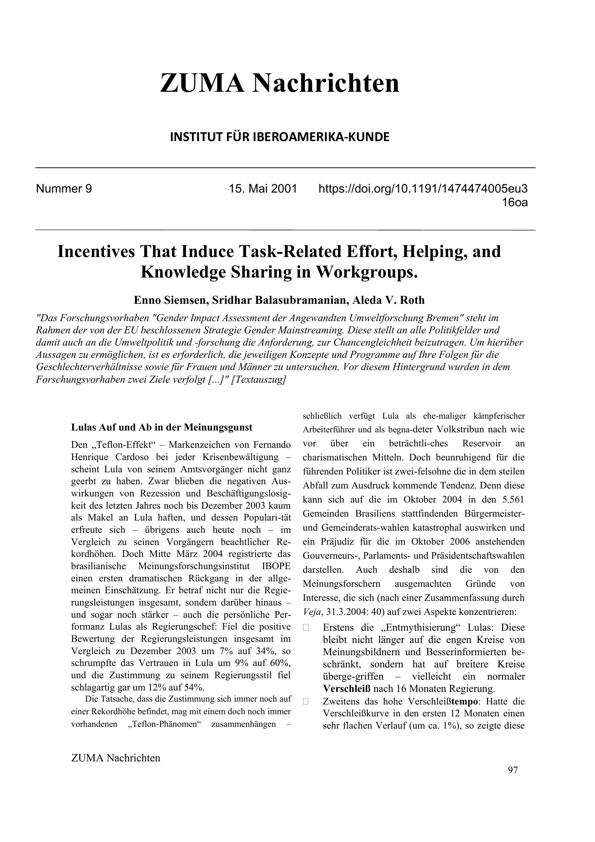 ZUMA Nachrichten
INSTITUT FÜR IBEROAMERIKA-KUNDE
Nummer 9 15. Mai 2001 https://doi.org/10.1191/1474474005eu3
16oa
Incentives That Induce Task-Related Effort, Helping, and
Knowledge Sharing in Workgroups.
Enno Siemsen, Sridhar Balasubramanian, Aleda V. Roth
"Das Forschungsvorhaben "Gender Impact Assessment der Angewandten Umweltforschung Bremen" steht im
Rahmen der von der EU beschlossenen Strategie Gender Mainstreaming. Diese stellt an alle Politikfelder und
damit auch an die Umweltpolitik und -forschung die Anforderung, zur Chancengleichheit beizutragen. Um hierüber
Aussagen zu ermöglichen, ist es erforderlich, die jeweiligen Konzepte und Programme auf Ihre Folgen für die
Geschlechterverhältnisse sowie für Frauen und Männer zu untersuchen. Vor diesem Hintergrund wurden in dem
Forschungsvorhaben zwei Ziele verfolgt [...]" [Textauszug]
Lulas Auf und Ab in der Meinungsgunst
Den „Teflon-Effekt“ – Markenzeichen von Fernando
Henrique Cardoso bei jeder Krisenbewältigung –
scheint Lula von seinem Amtsvorgänger nicht ganz
geerbt zu haben. Zwar blieben die negativen Aus-
wirkungen von Rezession und Beschäftigungslosig-
keit des letzten Jahres noch bis Dezember 2003 kaum
als Makel an Lula haften, und dessen Populari-tät
erfreute sich – übrigens auch heute noch – im
Vergleich zu seinen Vorgängern beachtlicher Re-
kordhöhen. Doch Mitte März 2004 registrierte das
brasilianische Meinungsforschungsinstitut IBOPE
einen ersten dramatischen Rückgang in der allge-
meinen Einschätzung. Er betraf nicht nur die Regie-
rungsleistungen insgesamt, sondern darüber hinaus –
und sogar noch stärker – auch die persönliche Per-
formanz Lulas als Regierungschef: Fiel die positive
Bewertung der Regierungsleistungen insgesamt im
Vergleich zu Dezember 2003 um 7% auf 34%, so
schrumpfte das Vertrauen in Lula um 9% auf 60%,
und die Zustimmung zu seinem Regierungsstil fiel
schlagartig gar um 12% auf 54%.
Die Tatsache, dass die Zustimmung sich immer noch auf
einer Rekordhöhe befindet, mag mit einem doch noch immer
vorhandenen „Teflon-Phänomen“ zusammenhängen –
schließlich verfügt Lula als ehe-maliger kämpferischer
Arbeiterführer und als begna-deter Volkstribun nach wie
vor über ein beträchtli-ches Reservoir an
charismatischen Mitteln. Doch beunruhigend für die
führenden Politiker ist zwei-felsohne die in dem steilen
Abfall zum Ausdruck kommende Tendenz. Denn diese
kann sich auf die im Oktober 2004 in den 5.561
Gemeinden Brasiliens stattfindenden Bürgermeister-
und Gemeinderats-wahlen katastrophal auswirken und
ein Präjudiz für die im Oktober 2006 anstehenden
Gouverneurs-, Parlaments- und Präsidentschaftswahlen
darstellen. Auch deshalb sind die von den
Meinungsforschern ausgemachten Gründe von
Interesse, die sich (nach einer Zusammenfassung durch
Veja, 31.3.2004: 40) auf zwei Aspekte konzentrieren:
Erstens die „Entmythisierung“ Lulas: Diese
bleibt nicht länger auf die engen Kreise von
Meinungsbildnern und Besserinformierten be-
schränkt, sondern hat auf breitere Kreise
überge-griffen – vielleicht ein normaler
Verschleiß nach 16 Monaten Regierung.
Zweitens das hohe Verschleißtempo: Hatte die
Verschleißkurve in den ersten 12 Monaten einen
sehr flachen Verlauf (um ca. 1%), so zeigte diese
ZUMA Nachrichten
97